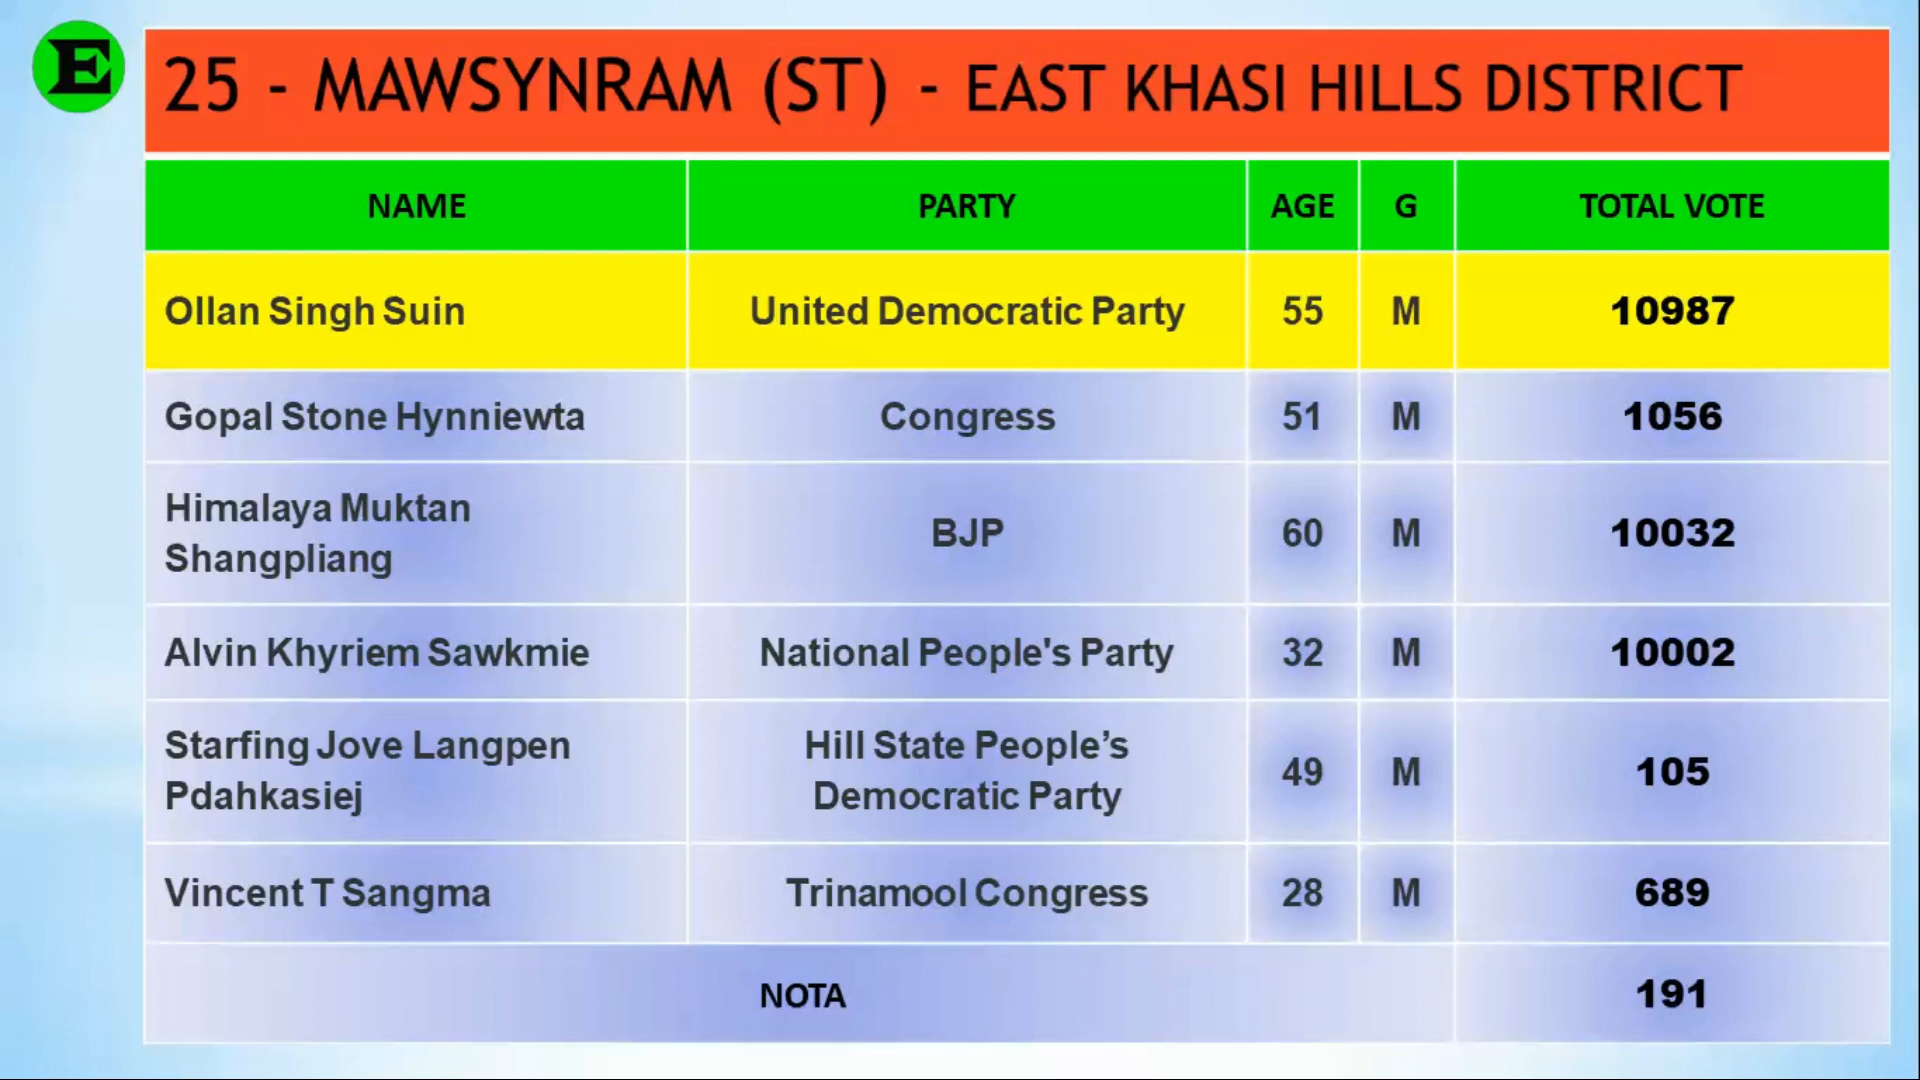 E
25 - MAWSYNRAM (ST) - EAST KHASI HILLS DISTRICT
NAME PARTY AGE G TOTAL VOTE
Ollan Singh Suin United Democratic Party 55 M 10987
Gopal Stone Hynniewta Congress 51 M 1056
Himalaya Muktan
Shangpliang
BJP 60 M 10032
Alvin Khyriem Sawkmie National People's Party 32 M 10002
Starfing Jove Langpen
Pdahkasiej
Hill State People’s
Democratic Party
49 M 105
Vincent T Sangma Trinamool Congress 28 M 689
NOTA 191